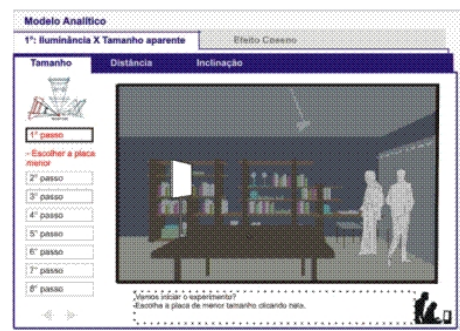 Modelo Analítico
1º: Iluminância X Tamanho aparente
Efeito Cosseno
Tamanho
Distância
Inclinação
1º passo
- Escolher a placa
menor
2º passo
3º passo
4º passo
5º passo
6º passo
7º passo
8º passo
Vamos iniciar o experimento?
-Escolha a placa de menor tamanho clicando nela.